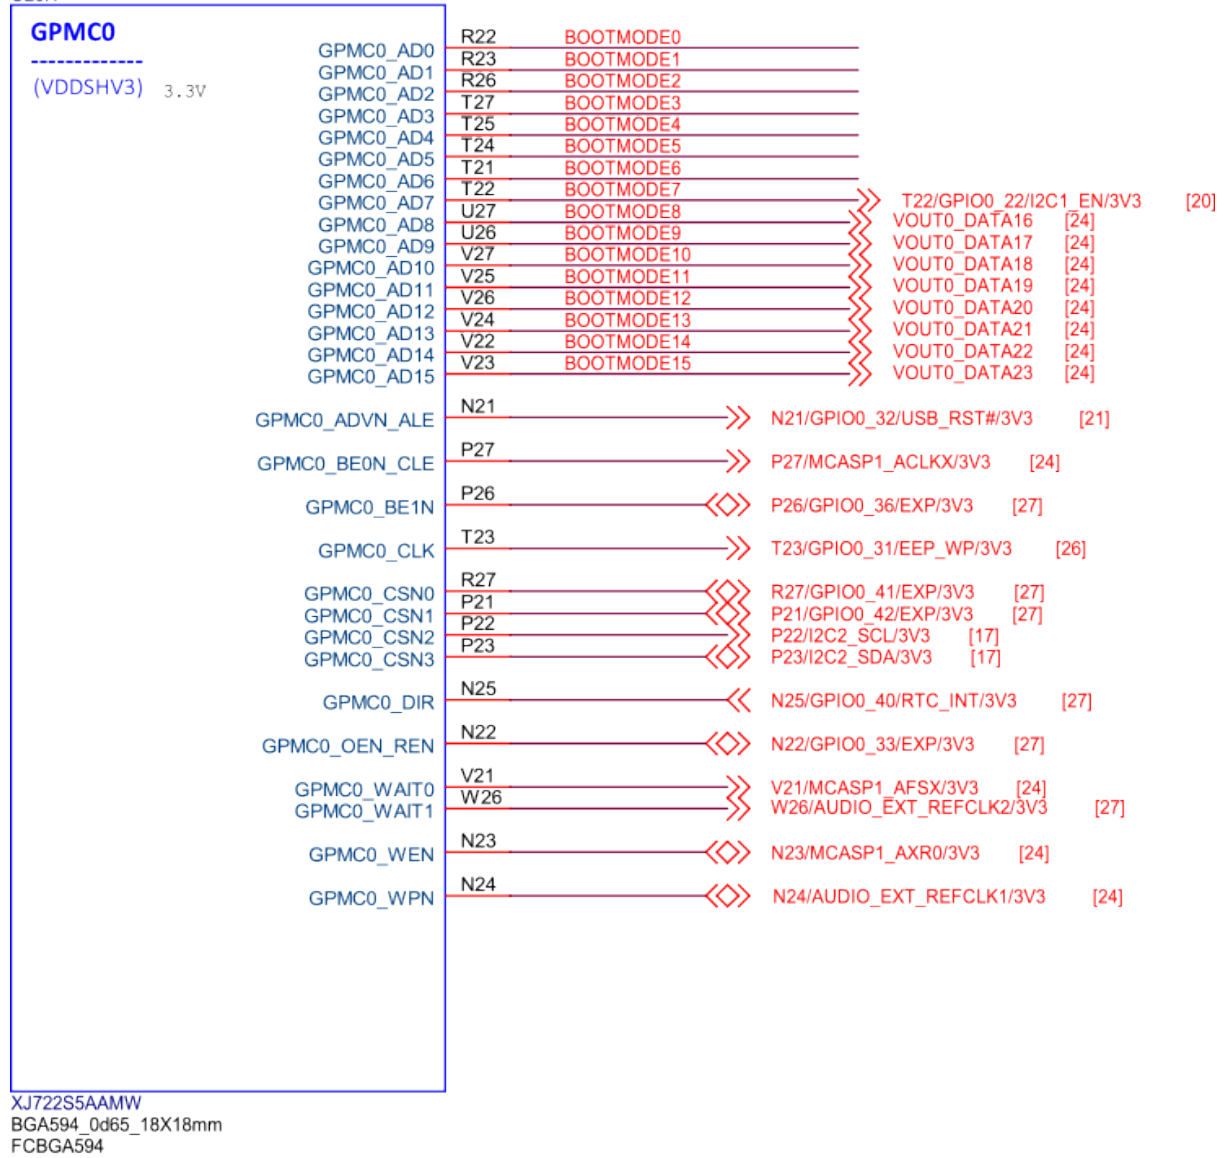 GPMC0
-------------
(VDDSHV3) 3.3V
GPMC0_AD0 R22 BOOTMODE0
GPMC0_AD1 R23 BOOTMODE1
GPMC0_AD2 R26 BOOTMODE2
GPMC0_AD3 T27 BOOTMODE3
GPMC0_AD4 T25 BOOTMODE4
GPMC0_AD5 T24 BOOTMODE5
GPMC0_AD6 T21 BOOTMODE6
GPMC0_AD7 T22 BOOTMODE7 T22/GPIO0_22/I2C1_EN/3V3 [20]
GPMC0_AD8 U27 BOOTMODE8 VOUT0_DATA16 [24]
GPMC0_AD9 U26 BOOTMODE9 VOUT0_DATA17 [24]
GPMC0_AD10 V27 BOOTMODE10 VOUT0_DATA18 [24]
GPMC0_AD11 V25 BOOTMODE11 VOUT0_DATA19 [24]
GPMC0_AD12 V26 BOOTMODE12 VOUT0_DATA20 [24]
GPMC0_AD13 V24 BOOTMODE13 VOUT0_DATA21 [24]
GPMC0_AD14 V22 BOOTMODE14 VOUT0_DATA22 [24]
GPMC0_AD15 V23 BOOTMODE15 VOUT0_DATA23 [24]
GPMC0_ADVN_ALE N21 N21/GPIO0_32/USB_RST#/3V3 [21]
GPMC0_BE0N_CLE P27 P27/MCASP1_ACLKX/3V3 [24]
GPMC0_BE1N P26 P26/GPIO0_36/EXP/3V3 [27]
GPMC0_CLK T23 T23/GPIO0_31/EEP_WP/3V3 [26]
GPMC0_CSN0 R27 R27/GPIO0_41/EXP/3V3 [27]
GPMC0_CSN1 P21 P21/GPIO0_42/EXP/3V3 [27]
GPMC0_CSN2 P22 P22/I2C2_SCL/3V3 [17]
GPMC0_CSN3 P23 P23/I2C2_SDA/3V3 [17]
GPMC0_DIR N25 N25/GPIO0_40/RTC_INT/3V3 [27]
GPMC0_OEN_REN N22 N22/GPIO0_33/EXP/3V3 [27]
GPMC0_WAIT0 V21 V21/MCASP1_AFSX/3V3 [24]
GPMC0_WAIT1 W26 W26/AUDIO_EXT_REFCLK2/3V3 [27]
GPMC0_WEN N23 N23/MCASP1_AXR0/3V3 [24]
GPMC0_WPN N24 N24/AUDIO_EXT_REFCLK1/3V3 [24]
XJ722S5AAMW
BGA594_0d65_18X18mm
FCBGA594